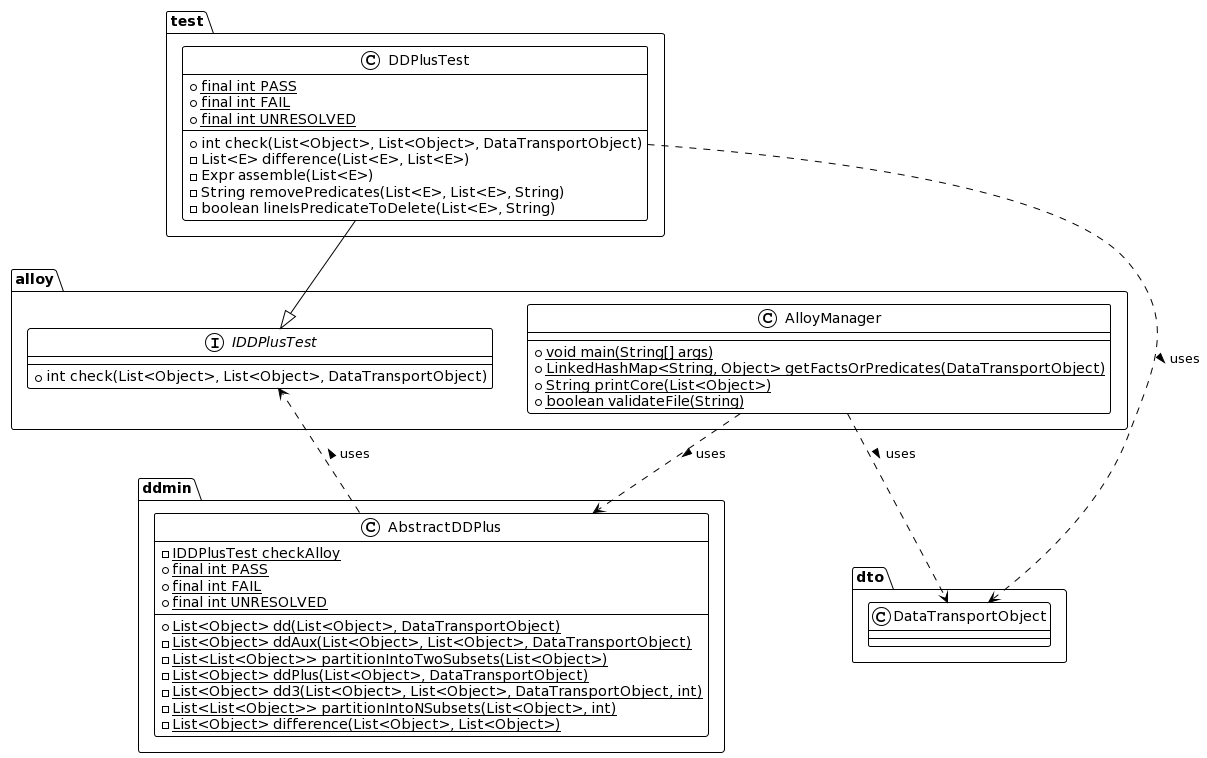 test
C DDPlusTest
final int PASS
final int FAIL
final int UNRESOLVED
int check(List<Object>, List<Object>, DataTransportObject)
List<E> difference(List<E>, List<E>)
Expr assemble(List<E>)
String removePredicates(List<E>, List<E>, String)
boolean lineIsPredicateToDelete(List<E>, String)
alloy
I IDDPlusTest
int check(List<Object>, List<Object>, DataTransportObject)
C AlloyManager
void main(String[] args)
LinkedHashMap<String, Object> getFactsOrPredicates(DataTransportObject)
String printCore(List<Object>)
boolean validateFile(String)
uses
uses
uses
uses
ddmin
C AbstractDDPlus
IDDPlusTest checkAlloy
final int PASS
final int FAIL
final int UNRESOLVED
List<Object> dd(List<Object>, DataTransportObject)
List<Object> ddAux(List<Object>, List<Object>, DataTransportObject)
List<List<Object>> partitionIntoTwoSubsets(List<Object>)
List<Object> ddPlus(List<Object>, DataTransportObject)
List<Object> dd3(List<Object>, List<Object>, DataTransportObject, int)
List<List<Object>> partitionIntoNSubsets(List<Object>, int)
List<Object> difference(List<Object>, List<Object>)
dto
C DataTransportObject